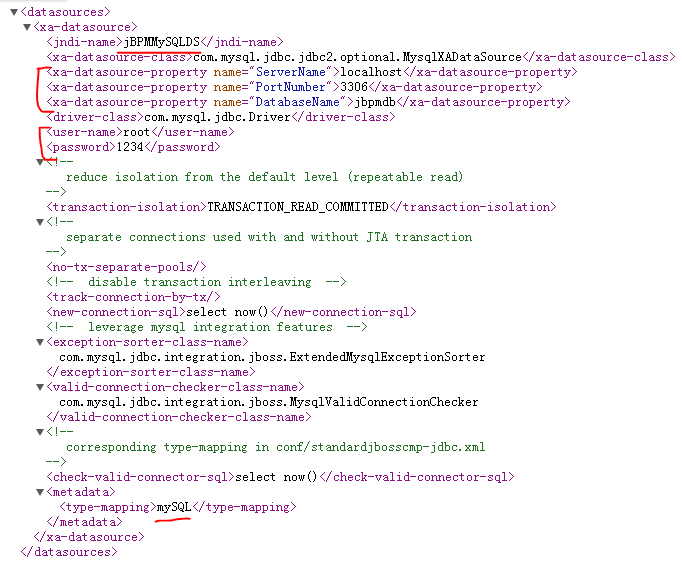 <datasources>
<xa-datasource>
<jndi-name>jBPMMySQLDS</jndi-name>
<xa-datasource-class>com.mysql.jdbc.jdbc2.optional.MysqlXADataSource</xa-datasource-class>
<xa-datasource-property name="ServerName">localhost</xa-datasource-property>
<xa-datasource-property name="PortNumber">3306</xa-datasource-property>
<xa-datasource-property name="DatabaseName">jbpmdb</xa-datasource-property>
<driver-class>com.mysql.jdbc.Driver</driver-class>
<user-name>root</user-name>
<password>1234</password>
<!--
reduce isolation from the default level (repeatable read)
-->
<transaction-isolation>TRANSACTION_READ_COMMITTED</transaction-isolation>
<!--
separate connections used with and without JTA transaction
-->
<no-tx-separate-pools/>
<!-- disable transaction interleaving -->
<track-connection-by-tx/>
<new-connection-sql>select now()</new-connection-sql>
<!-- leverage mysql integration features -->
<exception-sorter-class-name>
com.mysql.jdbc.integration.jboss.ExtendedMysqlExceptionSorter
</exception-sorter-class-name>
<valid-connection-checker-class-name>
com.mysql.jdbc.integration.jboss.MysqlValidConnectionChecker
</valid-connection-checker-class-name>
<!--
corresponding type-mapping in conf/standardjbosscmp-jdbc.xml
-->
<check-valid-connector-sql>select now()</check-valid-connector-sql>
<metadata>
<type-mapping>mySQL</type-mapping>
</metadata>
</xa-datasource>
</datasources>